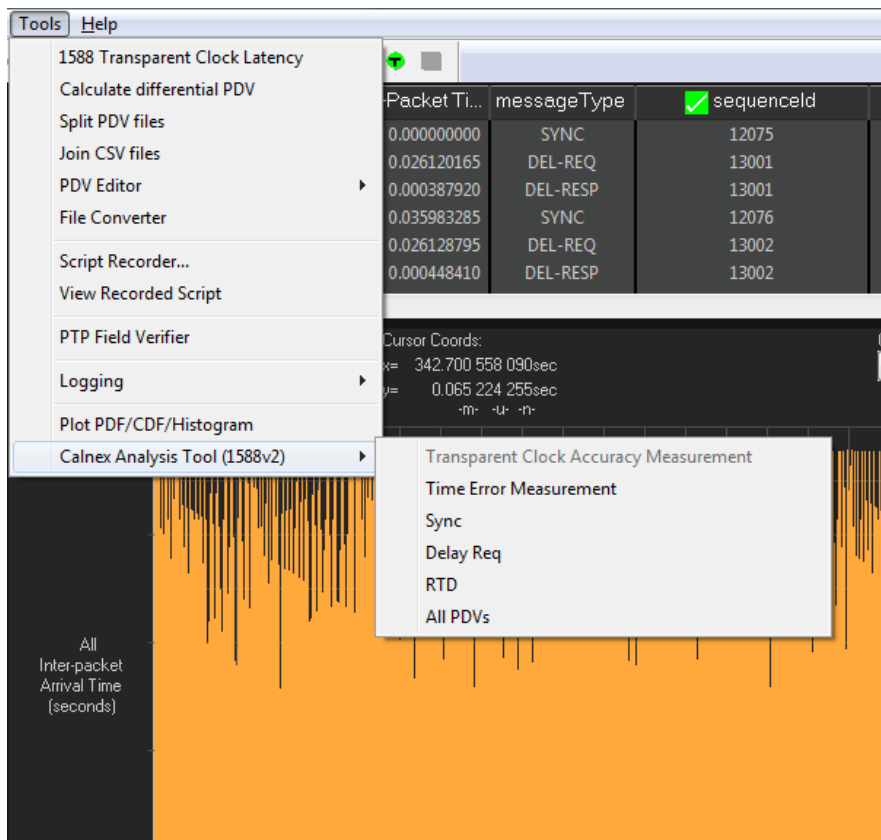 Tools Help
1588 Transparent Clock Latency
Calculate differential PDV
Split PDV files
Join CSV files
PDV Editor
File Converter
Script Recorder...
View Recorded Script
PTP Field Verifier
Logging
Plot PDF/CDF/Histogram
Calnex Analysis Tool (1588v2)
Transparent Clock Accuracy Measurement
Time Error Measurement
Sync
Delay Req
RTD
All PDVs
-Packet Ti... messageType sequenceId
0.000000000 SYNC 12075
0.026120165 DEL-REQ 13001
0.000387920 DEL-RESP 13001
0.035983285 SYNC 12076
0.026128795 DEL-REQ 13002
0.000448410 DEL-RESP 13002
Cursor Coords:
x= 342.700 558 090sec
y= 0.065 224 255sec
-m- -u- -n-
All
Inter-packet
Arrival Time
(seconds)